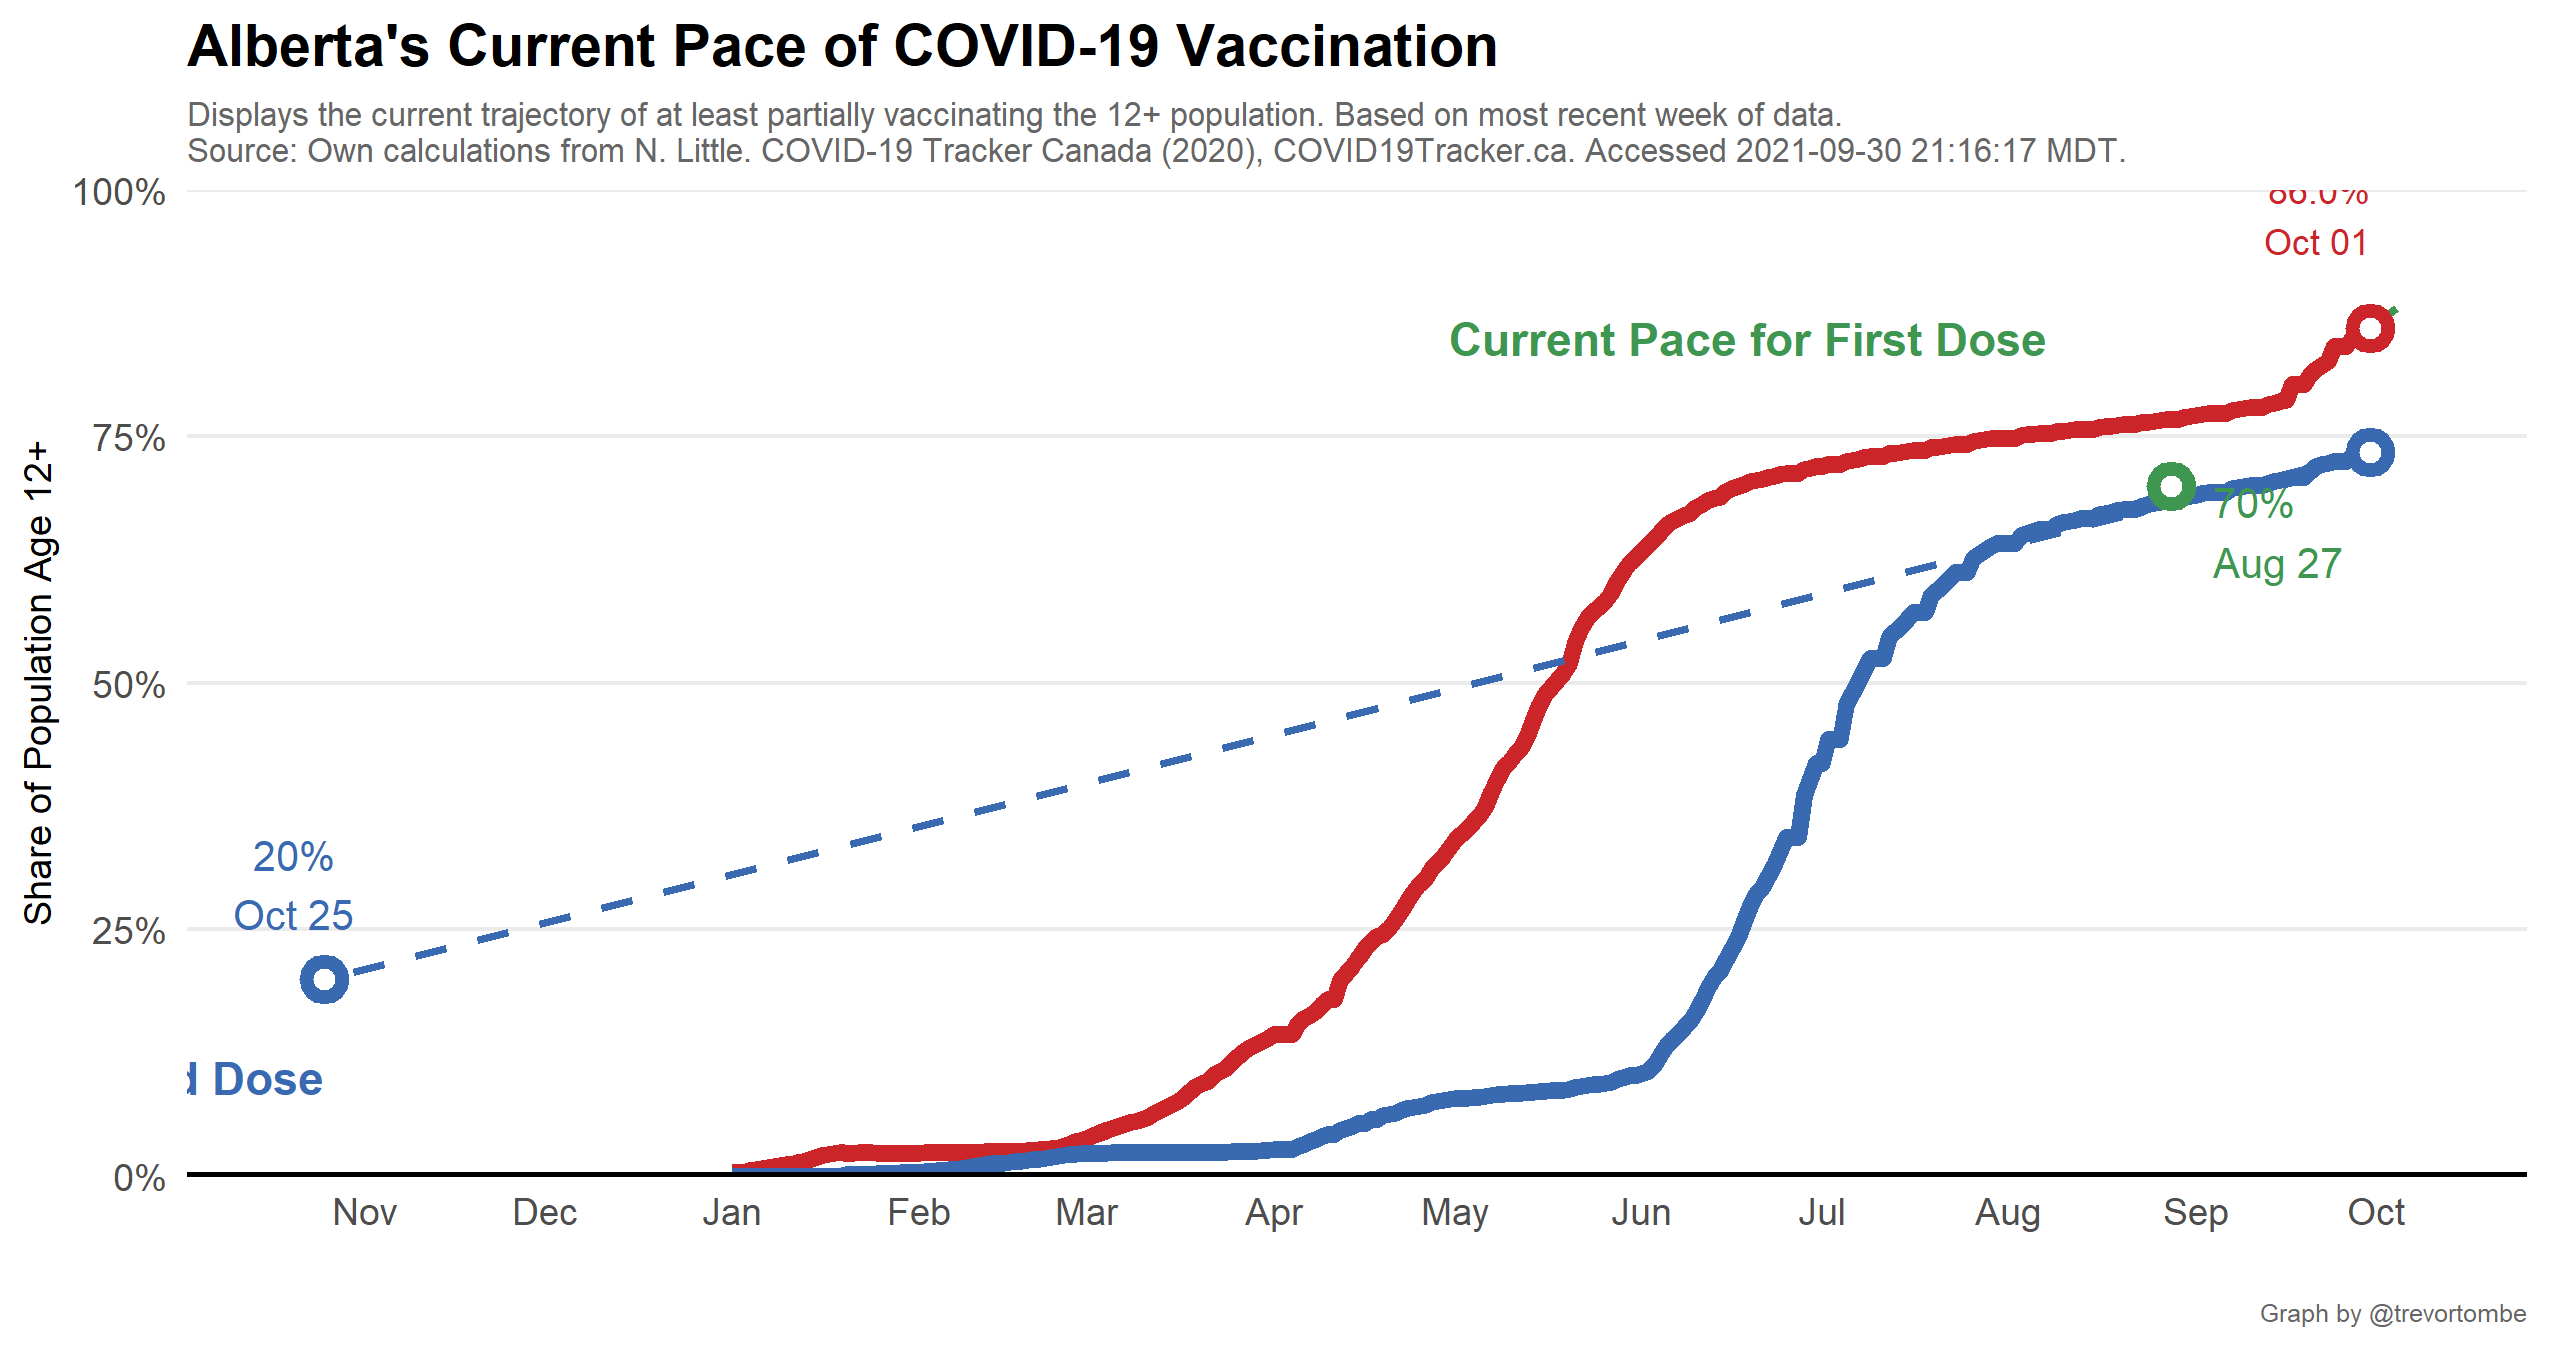 Alberta's Current Pace of COVID-19 Vaccination
Displays the current trajectory of at least partially vaccinating the 12+ population. Based on most recent week of data.
Source: Own calculations from N. Little. COVID-19 Tracker Canada (2020), COVID19Tracker.ca. Accessed 2021-09-30 21:16:17 MDT.
100%
75%
50%
25%
0%
Share of Population Age 12+
86.0%
Oct 01
Current Pace for First Dose
70%
Aug 27
20%
Oct 25
d Dose
Nov
Dec
Jan
Feb
Mar
Apr
May
Jun
Jul
Aug
Sep
Oct
Graph by @trevortombe